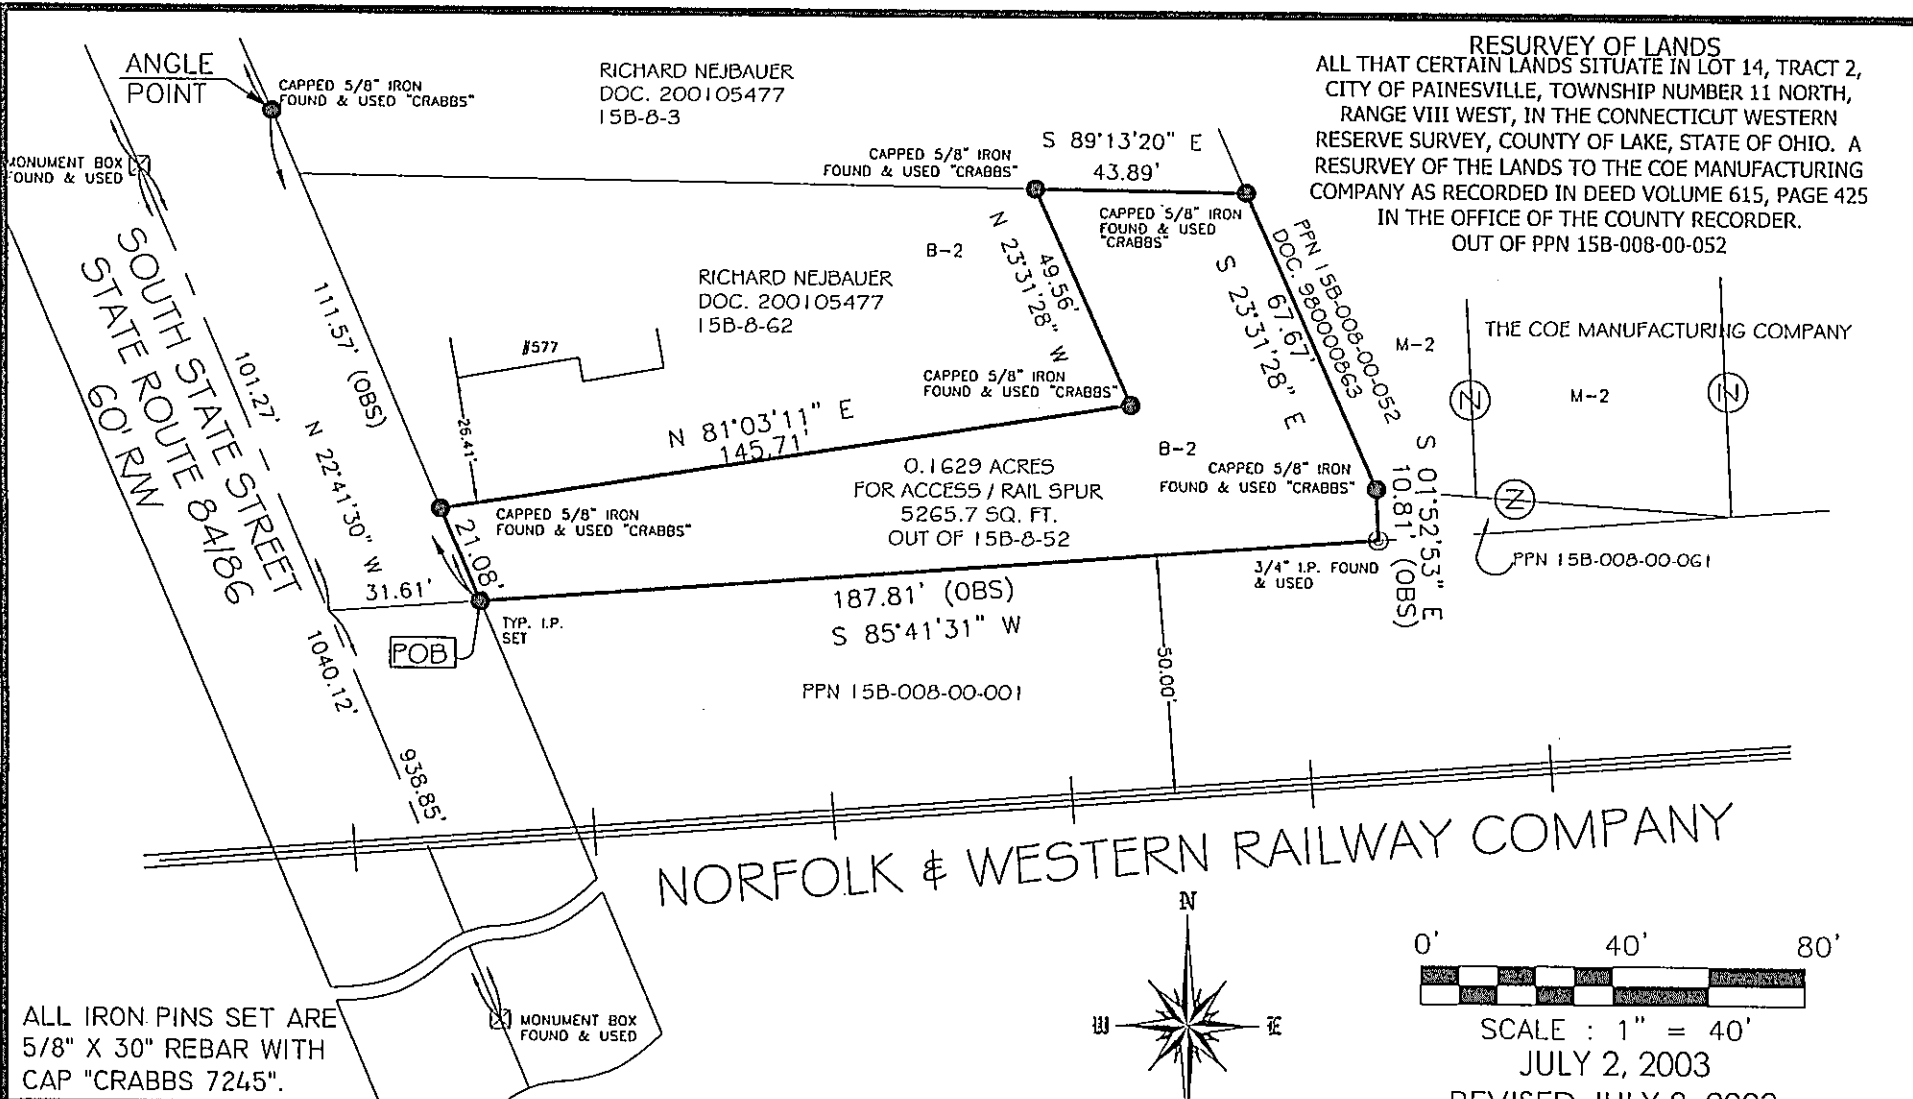 RESURVEY OF LANDS
ALL THAT CERTAIN LANDS SITUATE IN LOT 14, TRACT 2,
CITY OF PAINESVILLE, TOWNSHIP NUMBER 11 NORTH,
RANGE VIII WEST, IN THE CONNECTICUT WESTERN
RESERVE SURVEY, COUNTY OF LAKE, STATE OF OHIO. A
RESURVEY OF THE LANDS TO THE COE MANUFACTURING
COMPANY AS RECORDED IN DEED VOLUME 615, PAGE 425
IN THE OFFICE OF THE COUNTY RECORDER.
OUT OF PPN 15B-008-00-052
ANGLE
POINT
CAPPED 5/8" IRON
FOUND & USED "CRABBS"
RICHARD NEJBAUER
DOC. 200105477
15B-8-3
MONUMENT BOX
FOUND & USED
CAPPED 5/8" IRON
FOUND & USED "CRABBS"
S 89°13'20" E
43.89'
CAPPED 5/8" IRON
FOUND & USED
"CRABBS"
B-2
N 23°31'28" W
49.56'
S 23°31'28" E
67.67'
PPN 15B-008-00-052
DOC. 980000863
RICHARD NEJBAUER
DOC. 200105477
15B-8-62
#577
26.41'
THE COE MANUFACTURING COMPANY
M-2
M-2
Z
Z
Z
SOUTH STATE STREET
STATE ROUTE 84/86
60' R/W
111.57' (OBS)
101.27'
N 22°41'30" W
CAPPED 5/8" IRON
FOUND & USED "CRABBS"
N 81°03'11" E
145.71'
B-2
CAPPED 5/8" IRON
FOUND & USED "CRABBS"
S 01°52'53" E
10.81' (OBS)
0.1629 ACRES
FOR ACCESS / RAIL SPUR
5265.7 SQ. FT.
OUT OF 15B-8-52
CAPPED 5/8" IRON
FOUND & USED "CRABBS"
21.08'
31.61'
3/4" I.P. FOUND
& USED
PPN 15B-008-00-061
187.81' (OBS)
S 85°41'31" W
TYP. I.P.
SET
POB
1040.12'
938.85'
50.00'
PPN 15B-008-00-001
NORFOLK & WESTERN RAILWAY COMPANY
N
W
E
0' 40' 80'
SCALE : 1" = 40'
JULY 2, 2003
REVISED JULY 8, 2003
MONUMENT BOX
FOUND & USED
ALL IRON PINS SET ARE
5/8" X 30" REBAR WITH
CAP "CRABBS 7245".